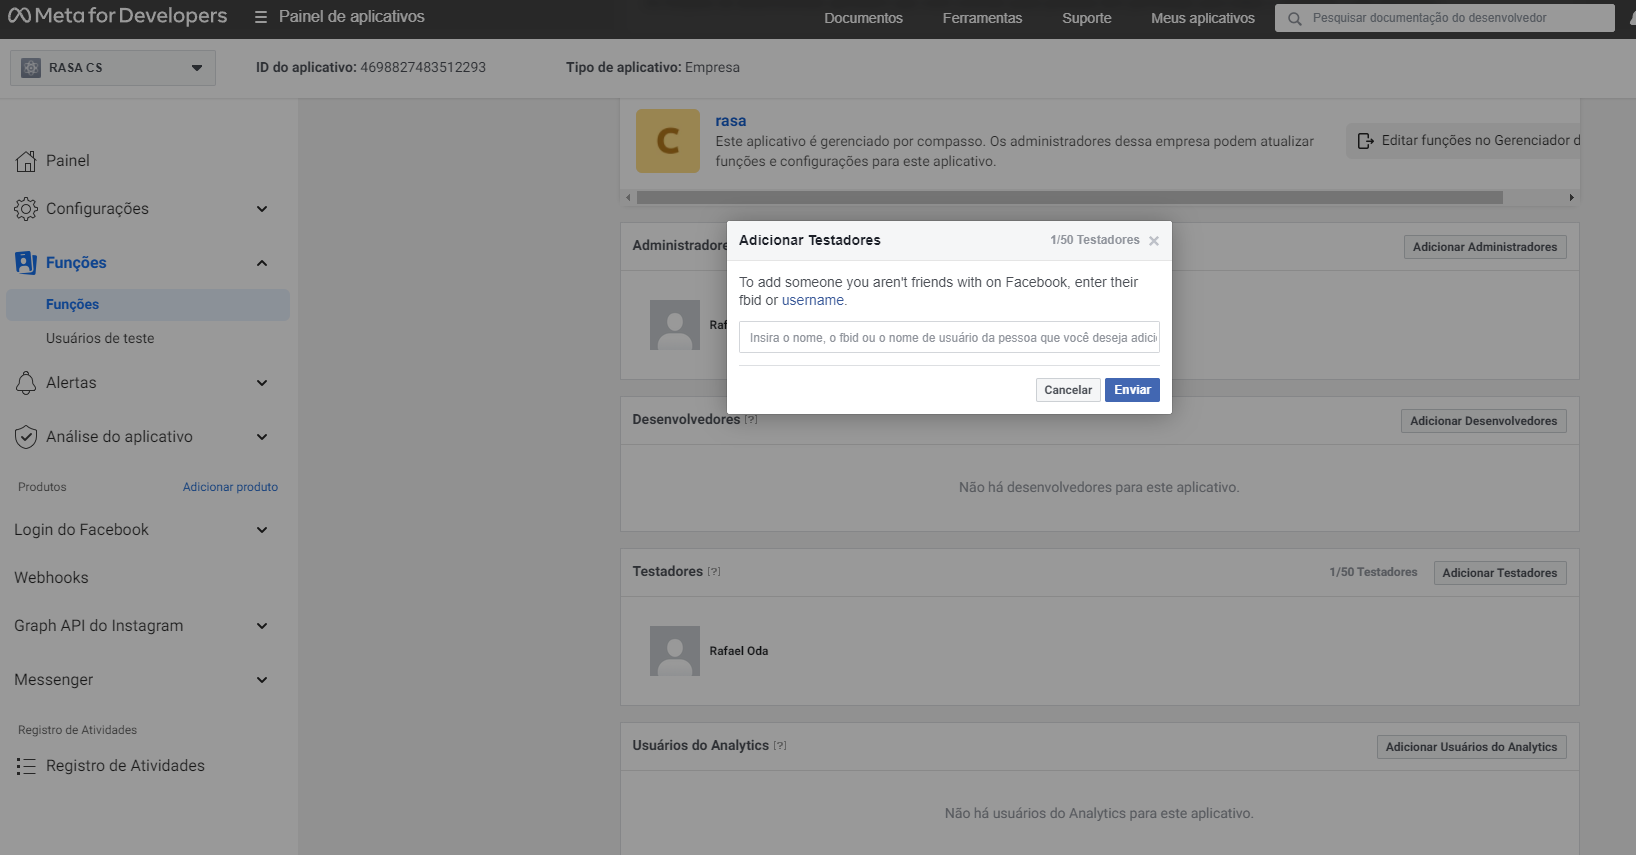 Meta for Developers
Painel de aplicativos
Documentos
Ferramentas
Suporte
Meus aplicativos
Pesquisar documentação do desenvolvedor
RASA CS
ID do aplicativo: 4698827483512293
Tipo de aplicativo: Empresa
Painel
Configurações
Funções
Funções
Usuários de teste
Alertas
Análise do aplicativo
Produtos
Adicionar produto
Login do Facebook
Webhooks
Graph API do Instagram
Messenger
Registro de Atividades
Registro de Atividades
C
rasa
Este aplicativo é gerenciado por compasso. Os administradores dessa empresa podem atualizar
funções e configurações para este aplicativo.
Editar funções no Gerenciador d
Administradore
Adicionar Administradores
Raf
Adicionar Testadores
1/50 Testadores
To add someone you aren't friends with on Facebook, enter their
fbid or username.
Insira o nome, o fbid ou o nome de usuário da pessoa que você deseja adici
Cancelar
Enviar
Desenvolvedores [?]
Adicionar Desenvolvedores
Não há desenvolvedores para este aplicativo.
Testadores [?]
1/50 Testadores
Adicionar Testadores
Rafael Oda
Usuários do Analytics [?]
Adicionar Usuários do Analytics
Não há usuários do Analytics para este aplicativo.